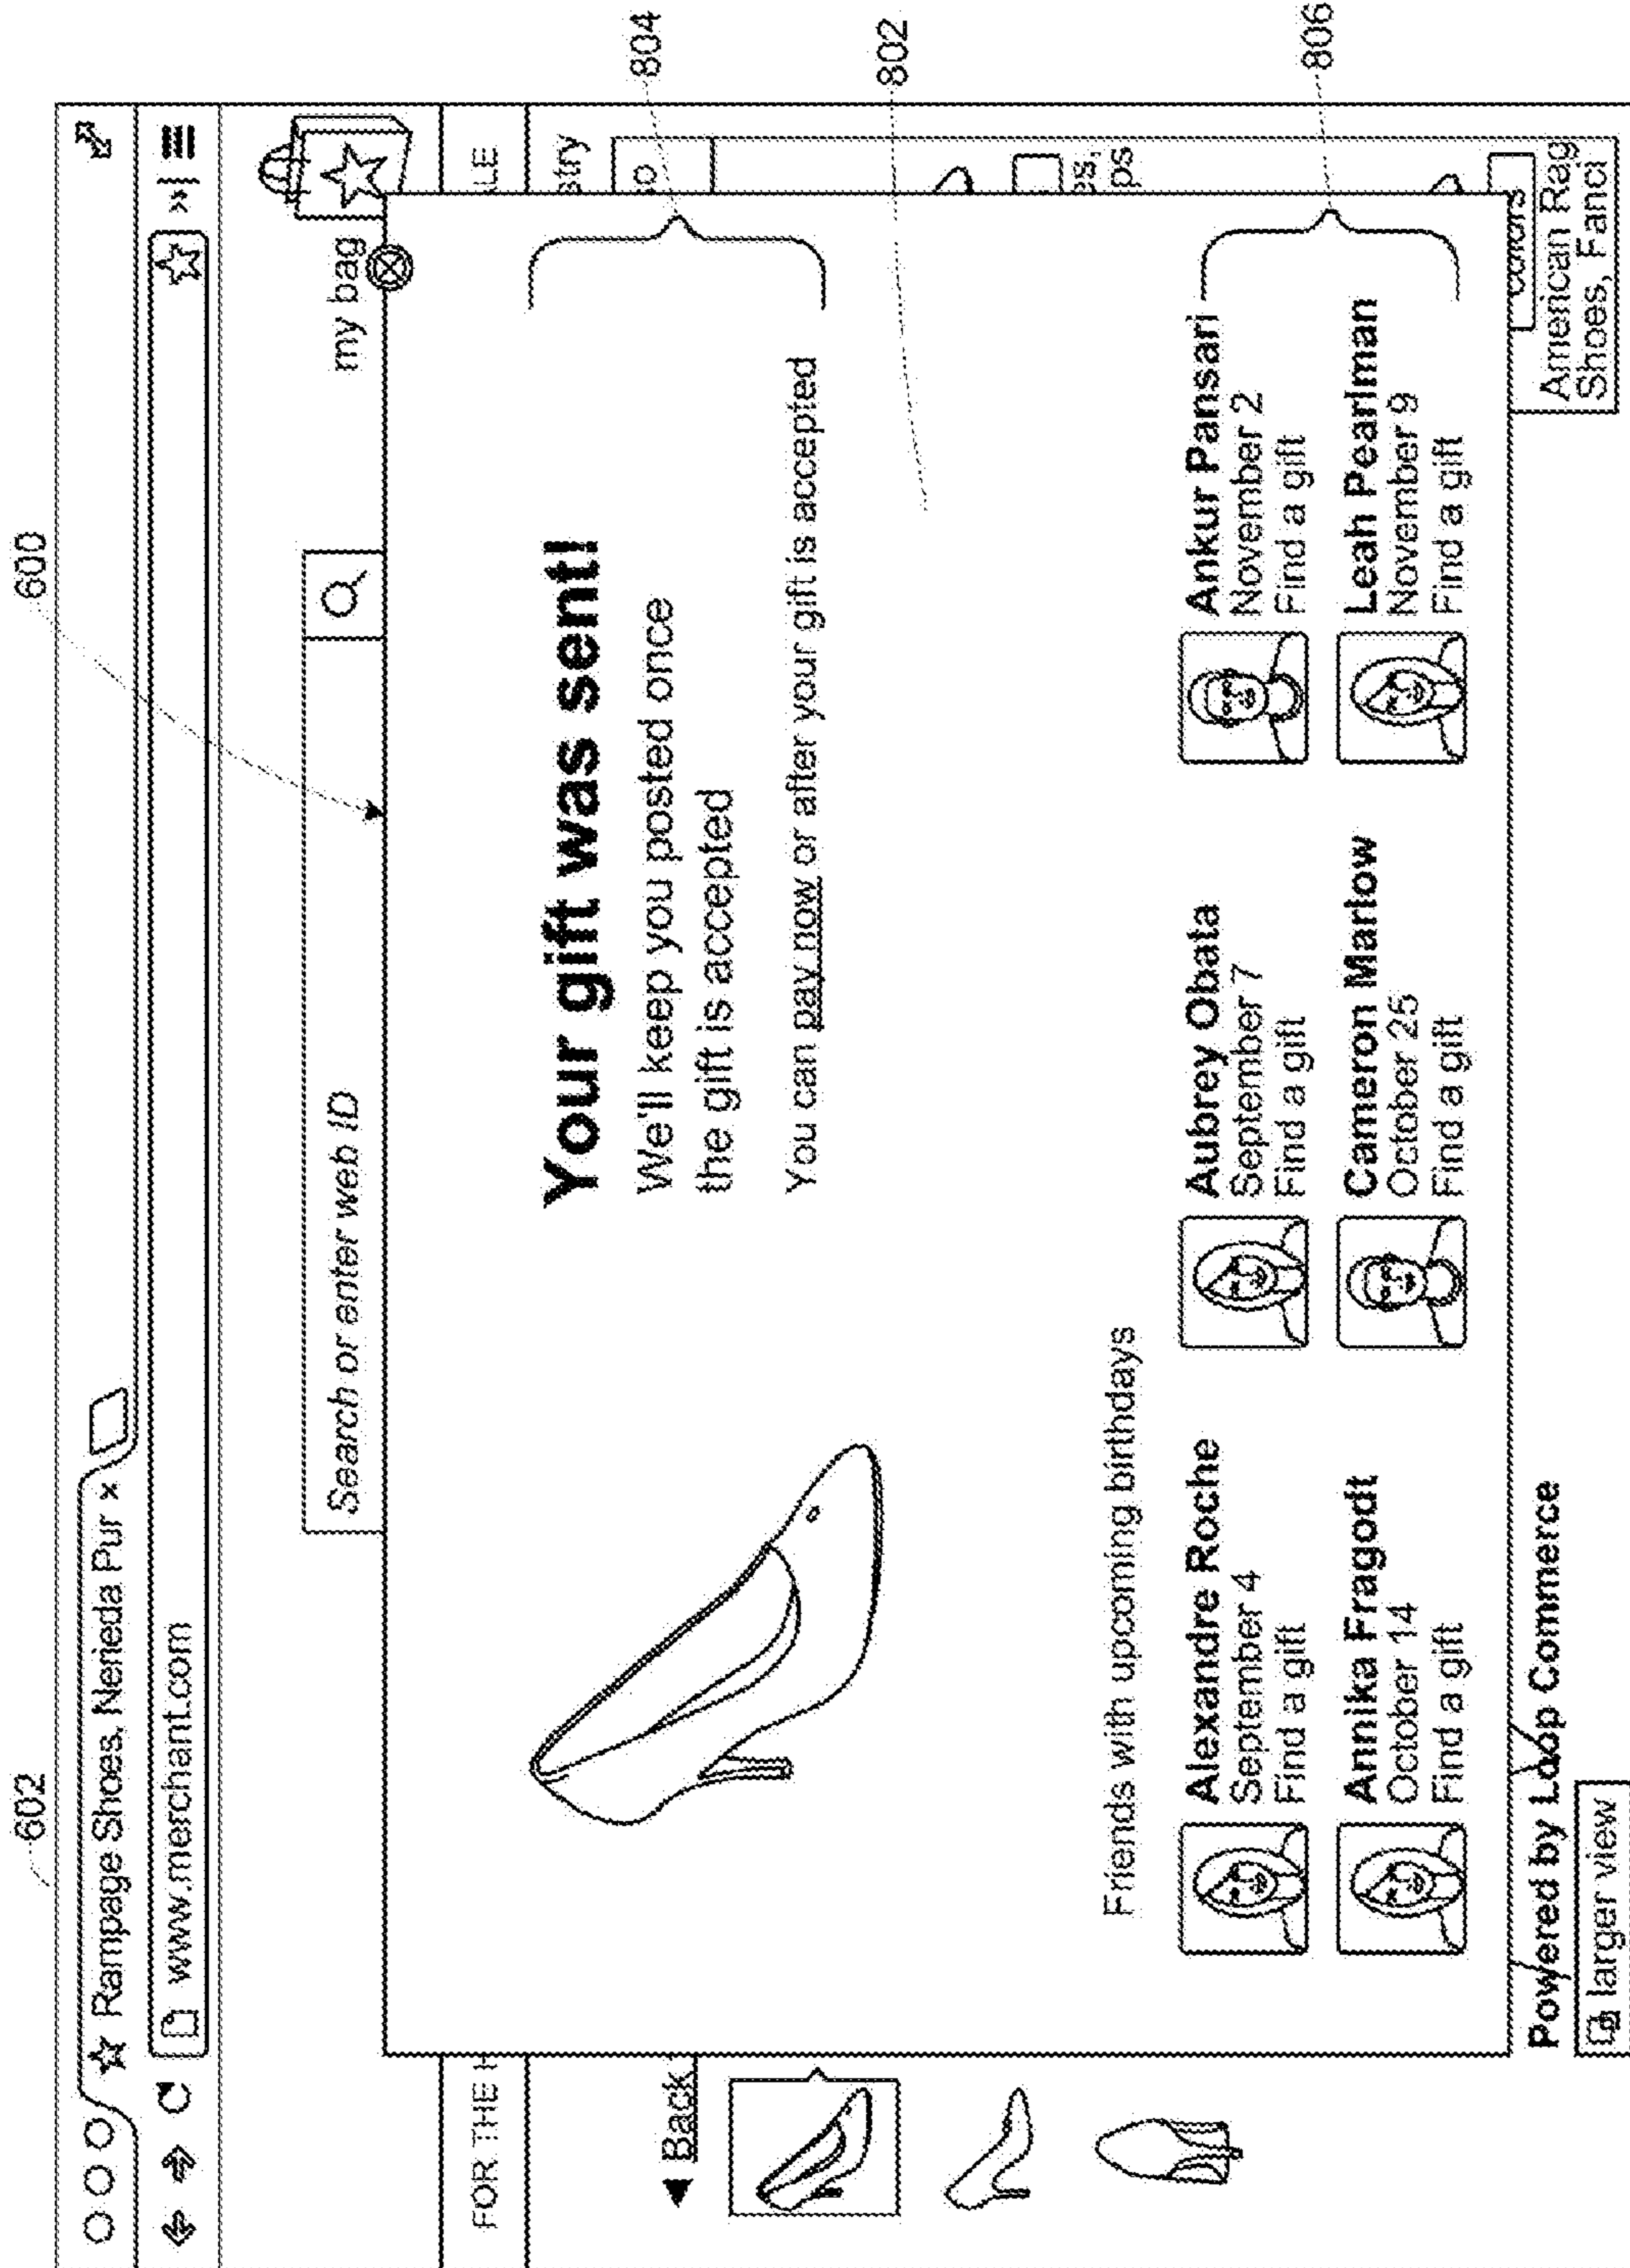 600
602
Rampage Shoes, Nerieda Pur ×
www.merchant.com
Search or enter web ID
my bag
FOR THE
LE
Back
stry
Your gift was sent!
We'll keep you posted once
the gift is accepted
You can pay now or after your gift is accepted
804
802
es,
ps
Friends with upcoming birthdays
Alexandre Roche
September 4
Find a gift
Aubrey Obata
September 7
Find a gift
Ankur Pansari
November 2
Find a gift
806
Annika Fragodt
October 14
Find a gift
Cameron Marlow
October 25
Find a gift
Leah Pearlman
November 9
Find a gift
Powered by Loop Commerce
larger view
colors
American Rag
Shoes, Fanci